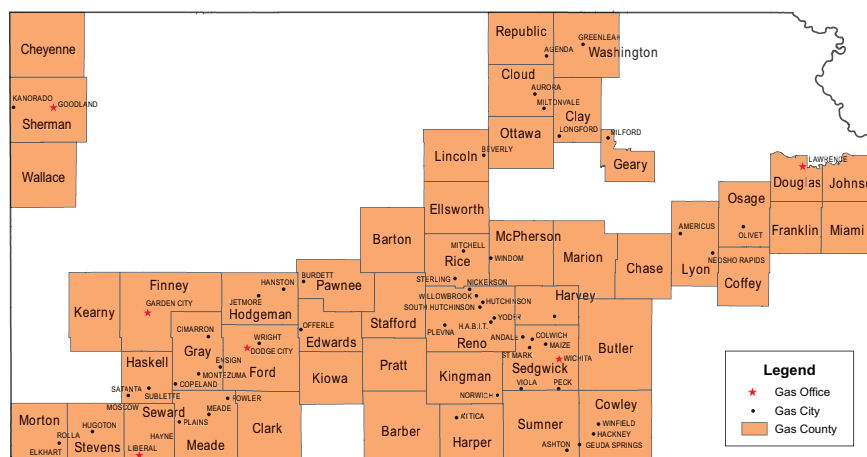 Republic
GREENLEAF
Washington
AGENDA
Cheyenne
Cloud
AURORA
MILTONVALE
Clay
KANORADO
GOODLAND
Sherman
Ottawa
LONGFORD
MILFORD
Lincoln
BEVERLY
Geary
LAWRENCE
Wallace
Douglas
Johns
Osage
Ellsworth
AMERICUS
OLIVET
Franklin
Miami
Barton
McPherson
MITCHELL
Rice
WINDOM
Marion
Chase
Lyon
NEOSHO RAPIDS
Coffey
BURDETT
Pawnee
STERLING
NICKERSON
Finney
HANSTON
Kearny
GARDEN CITY
JETMORE
Hodgeman
WILLOWBROOK
HUTCHINSON
SOUTH HUTCHINSON
Harvey
Stafford
OFFERLE
Edwards
PLEVNA
H.A.B.I.T.
YODER
Reno
CIMARRON
WRIGHT
DODGE CITY
ANDALE
COLWICH
MAIZE
ST MARK
WICHITA
Butler
Haskell
Gray
ENSIGN
MONTEZUMA
Ford
Kiowa
Pratt
Kingman
Sedgwick
SATANTA
SUBLETTE
COPELAND
VIOLA
PECK
NORWICH
MOSCOW
Seward
FOWLER
MEADE
PLAINS
Morton
HUGOTON
ROLLA
Stevens
ELKHART
HAYNE
LIBERAL
Meade
Clark
Barber
ATTICA
Harper
Sumner
ASHTON
Cowley
WINFIELD
HACKNEY
GEUDA SPRINGS
Legend
Gas Office
Gas City
Gas County